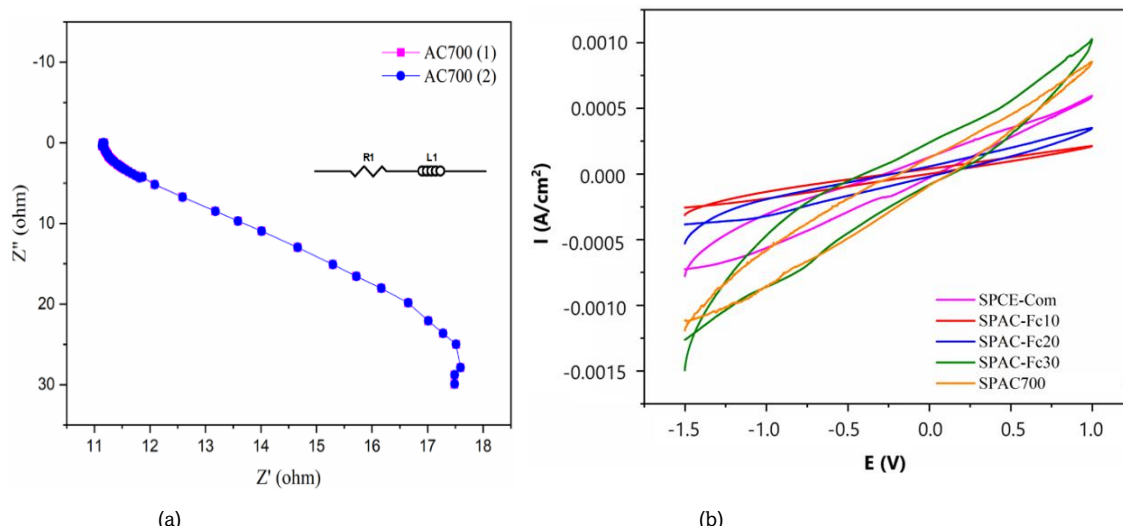 -10
0
10
20
30
Z'' (ohm)
11 12 13 14 15 16 17 18
Z' (ohm)
AC700 (1)
AC700 (2)
R1 L1
(a)
0.0010
0.0005
0.0000
-0.0005
-0.0010
-0.0015
I (A/cm²)
-1.5 -1.0 -0.5 0.0 0.5 1.0
E (V)
SPCE-Com
SPAC-Fc10
SPAC-Fc20
SPAC-Fc30
SPAC700
(b)